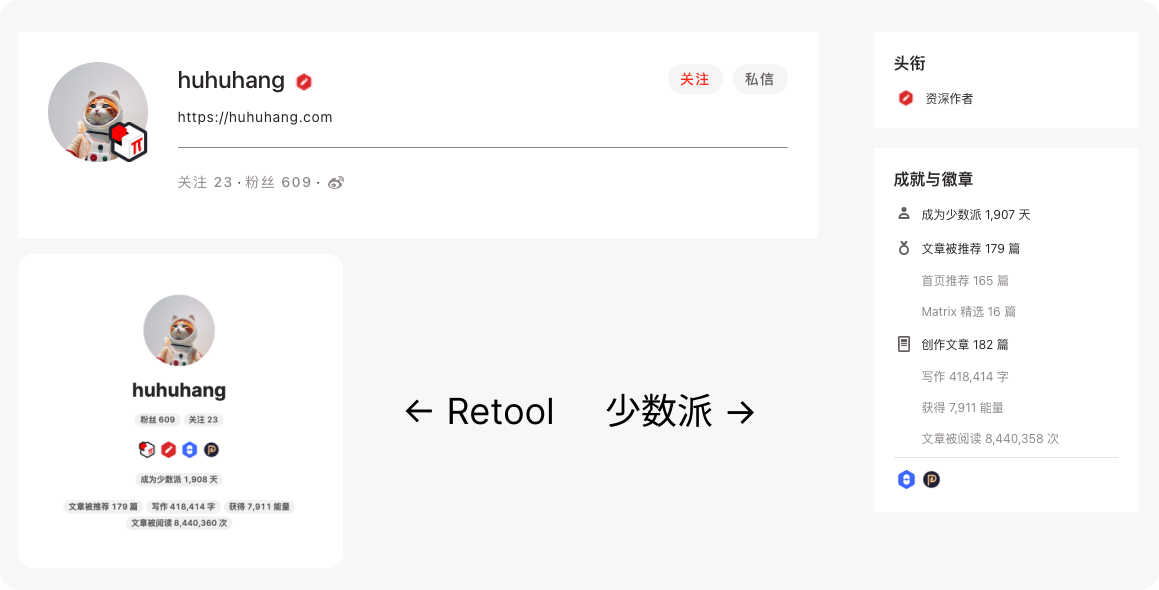 huhuhang
关注 私信
https://huhuhang.com
关注 23 · 粉丝 609 ·
头衔
资深作者
成就与徽章
成为少数派 1,907 天
文章被推荐 179 篇
首页推荐 165 篇
Matrix 精选 16 篇
创作文章 182 篇
写作 418,414 字
获得 7,911 能量
文章被阅读 8,440,358 次
huhuhang
粉丝 609 关注 23
成为少数派 1,908 天
文章被推荐 179 篇 写作 418,414 字 获得 7,911 能量
文章被阅读 8,440,360 次
← Retool 少数派 →